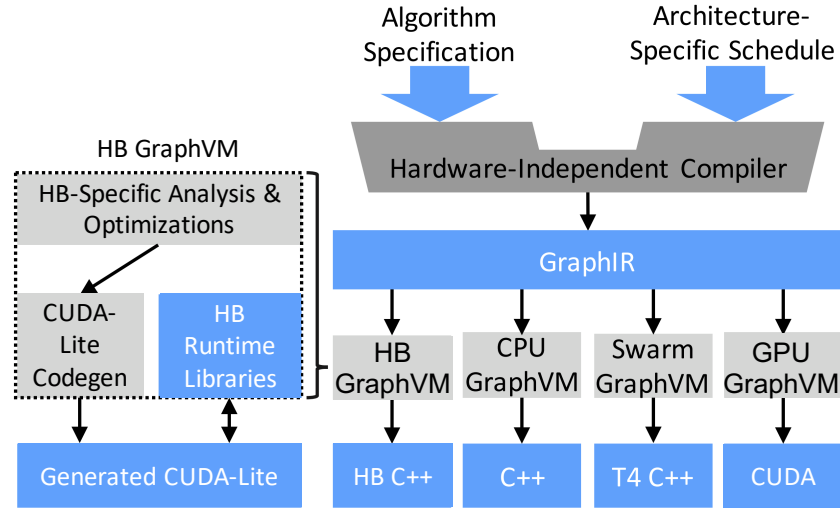 Algorithm
Specification
Architecture-
Specific Schedule
Hardware-Independent Compiler
HB GraphVM
HB-Specific Analysis &
Optimizations
CUDA-
Lite
Codegen
HB
Runtime
Libraries
Generated CUDA-Lite
GraphIR
HB
GraphVM
CPU
GraphVM
Swarm
GraphVM
GPU
GraphVM
HB C++
C++
T4 C++
CUDA